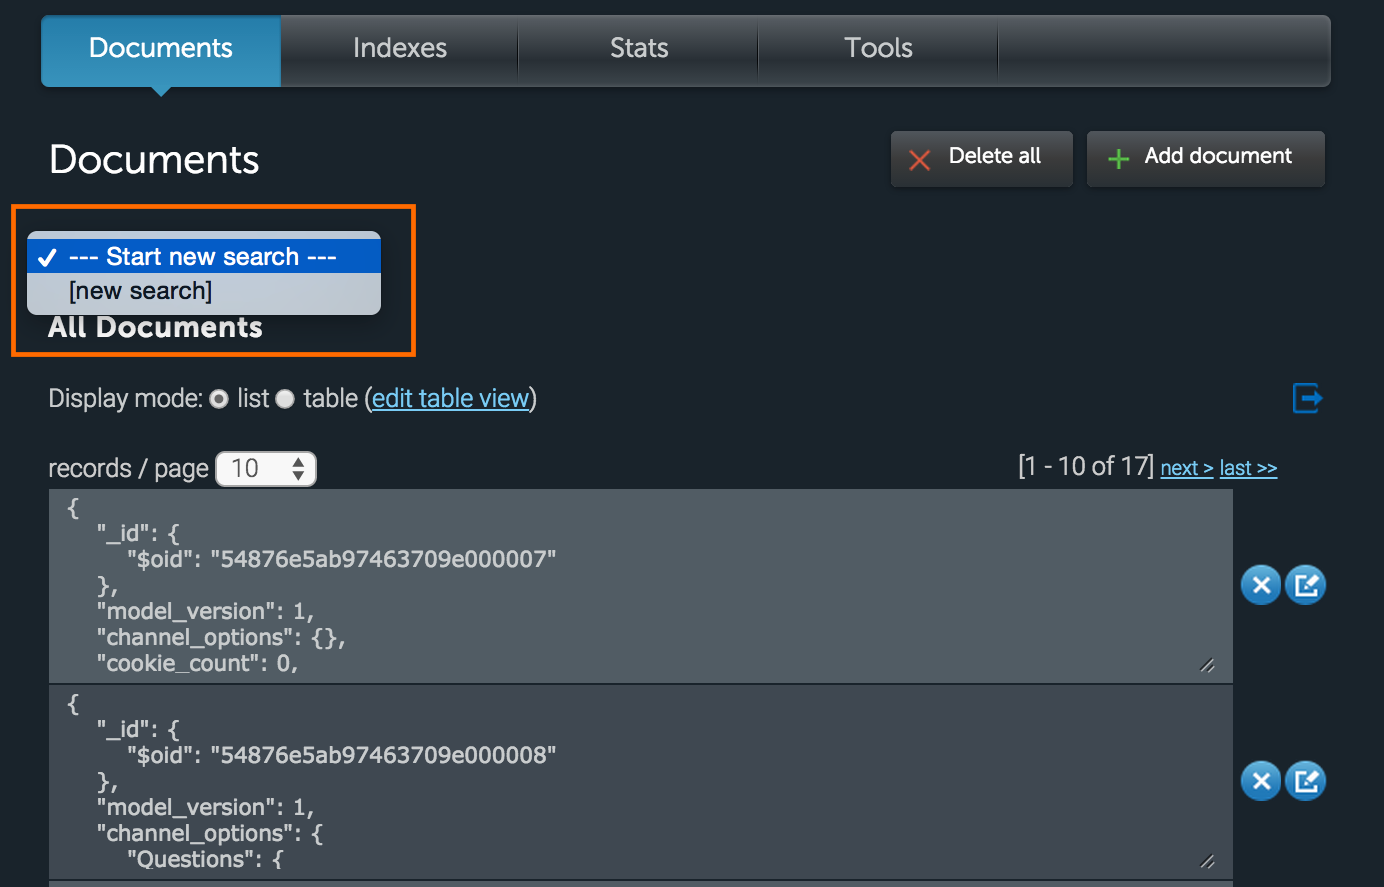 Documents Indexes Stats Tools
Documents Delete all Add document
--- Start new search ---
[new search]
All Documents
Display mode: list table (edit table view)
records / page 10 [1 - 10 of 17] next > last >>
{
"_id": {
"$oid": "54876e5ab97463709e000007"
},
"model_version": 1,
"channel_options": {},
"cookie_count": 0,
{
"_id": {
"$oid": "54876e5ab97463709e000008"
},
"model_version": 1,
"channel_options": {
"Questions": {